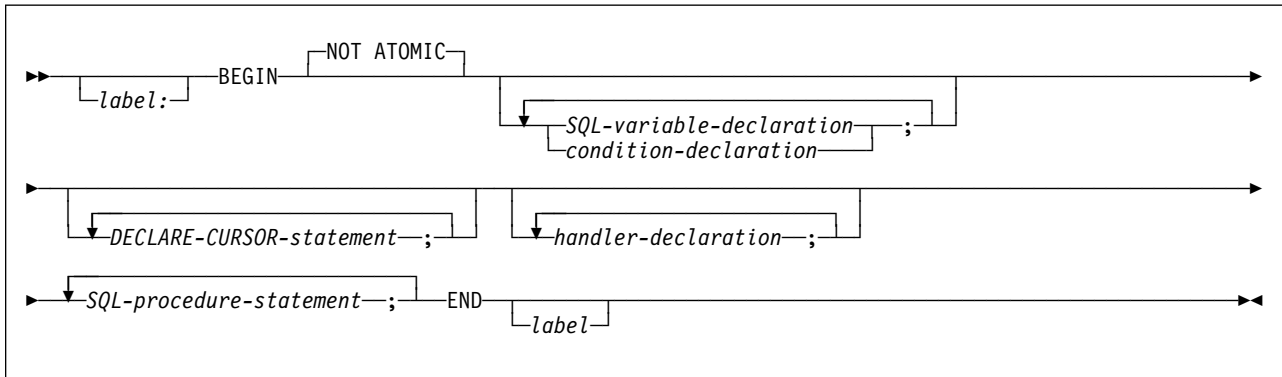 NOT ATOMIC
BEGIN
label:
SQL-variable-declaration ;
condition-declaration
DECLARE-CURSOR-statement ; handler-declaration ;
SQL-procedure-statement ; END
label